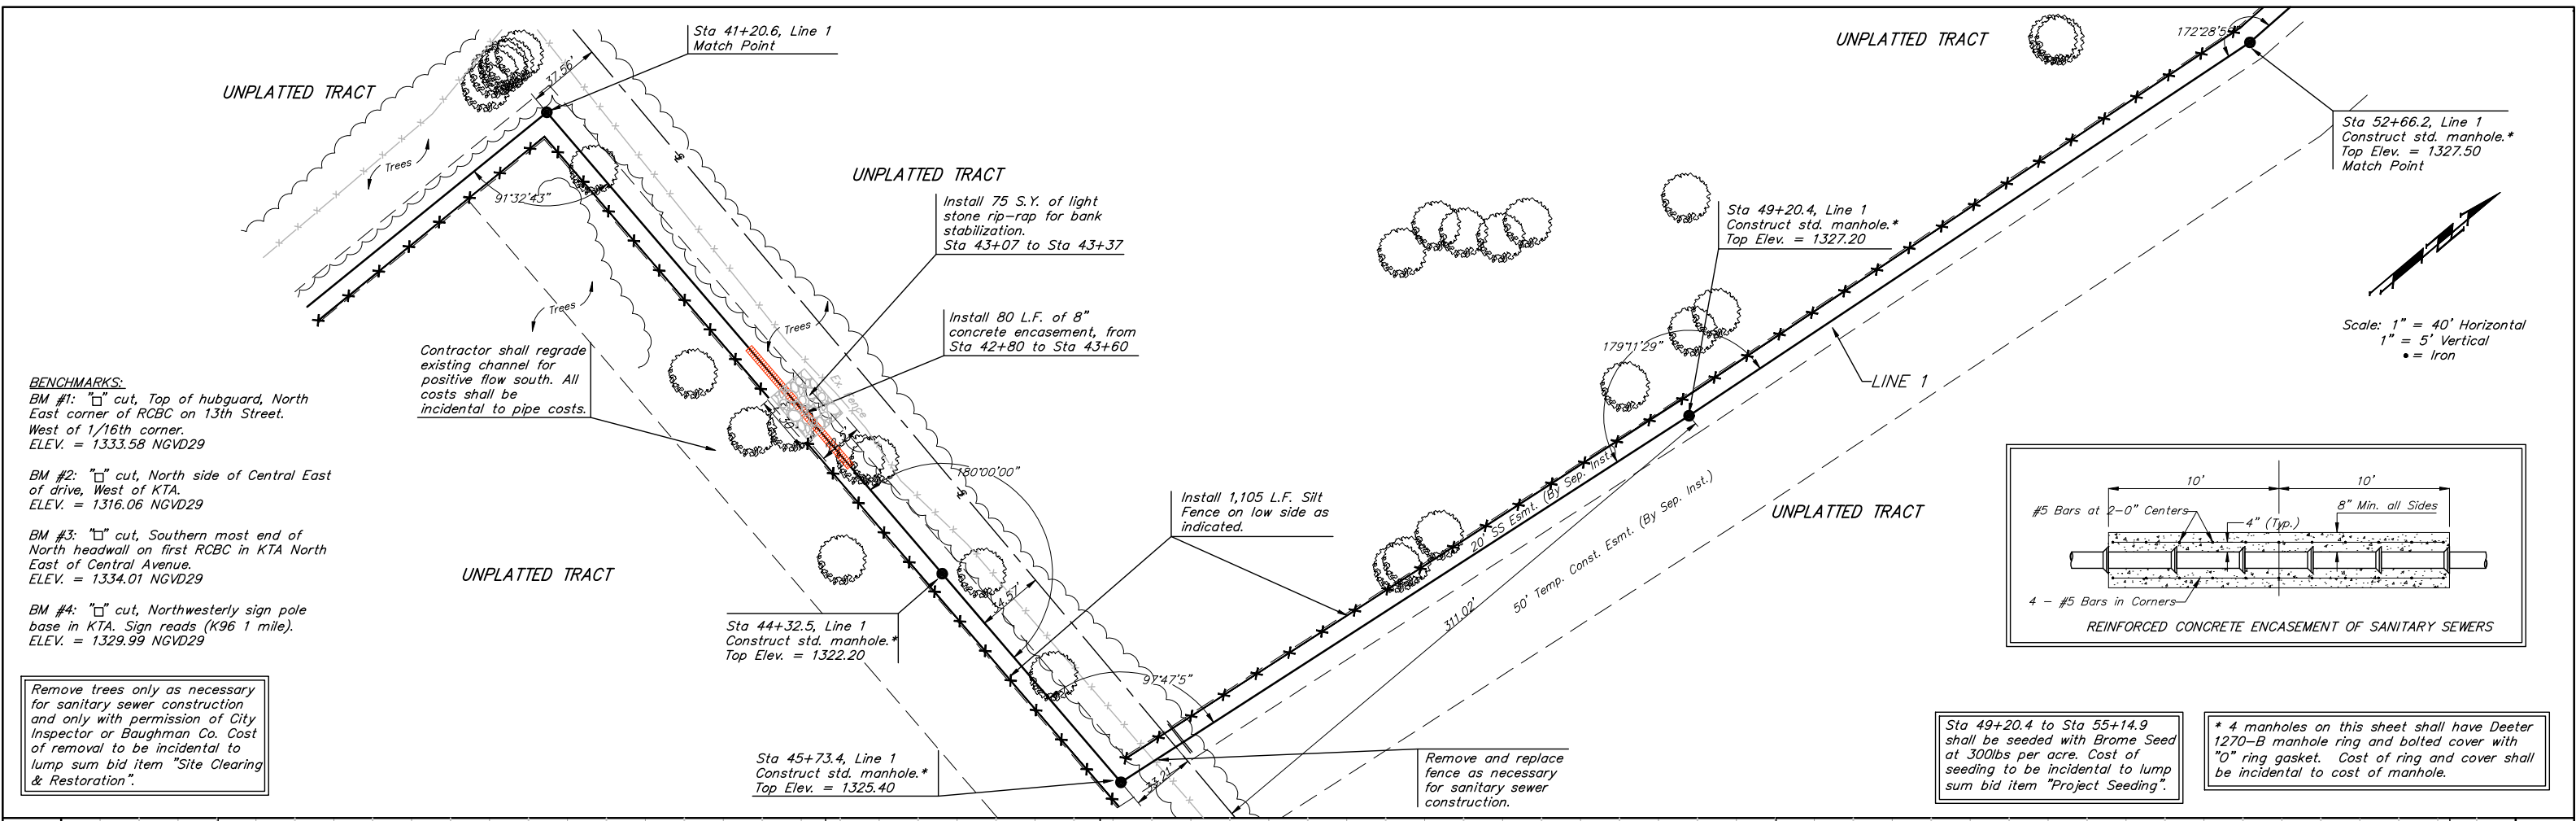 Sta 41+20.6, Line 1
Match Point
UNPLATTED TRACT
37.56'
Trees
91°32'43"
UNPLATTED TRACT
Install 75 S.Y. of light
stone rip-rap for bank
stabilization.
Sta 43+07 to Sta 43+37
Install 80 L.F. of 8"
concrete encasement, from
Sta 42+80 to Sta 43+60
Trees
Trees
Contractor shall regrade
existing channel for
positive flow south. All
costs shall be
incidental to pipe costs.
Ex. Fence
180°00'00"
BENCHMARKS:
BM #1: "□" cut, Top of hubguard, North
East corner of RCBC on 13th Street.
West of 1/16th corner.
ELEV. = 1333.58 NGVD29
BM #2: "□" cut, North side of Central East
of drive, West of KTA.
ELEV. = 1316.06 NGVD29
BM #3: "□" cut, Southern most end of
North headwall on first RCBC in KTA North
East of Central Avenue.
ELEV. = 1334.01 NGVD29
BM #4: "□" cut, Northwesterly sign pole
base in KTA. Sign reads (K96 1 mile).
ELEV. = 1329.99 NGVD29
Remove trees only as necessary
for sanitary sewer construction
and only with permission of City
Inspector or Baughman Co. Cost
of removal to be incidental to
lump sum bid item "Site Clearing
& Restoration".
UNPLATTED TRACT
Sta 44+32.5, Line 1
Construct std. manhole.*
Top Elev. = 1322.20
34.57'
Install 1,105 L.F. Silt
Fence on low side as
indicated.
97°47'5"
Sta 45+73.4, Line 1
Construct std. manhole.*
Top Elev. = 1325.40
33.21'
Remove and replace
fence as necessary
for sanitary sewer
construction.
311.02'
20' SS Esmt. (By Sep. Inst.)
50' Temp. Const. Esmt. (By Sep. Inst.)
179°11'29"
Sta 49+20.4, Line 1
Construct std. manhole.*
Top Elev. = 1327.20
LINE 1
UNPLATTED TRACT
UNPLATTED TRACT
Sta 52+66.2, Line 1
Construct std. manhole.*
Top Elev. = 1327.50
Match Point
Scale: 1" = 40' Horizontal
1" = 5' Vertical
• = Iron
10'
10'
#5 Bars at 2-0" Centers
4" (Typ.)
8" Min. all Sides
4 - #5 Bars in Corners
REINFORCED CONCRETE ENCASEMENT OF SANITARY SEWERS
Sta 49+20.4 to Sta 55+14.9
shall be seeded with Brome Seed
at 300lbs per acre. Cost of
seeding to be incidental to lump
sum bid item "Project Seeding".
* 4 manholes on this sheet shall have Deeter
1270-B manhole ring and bolted cover with
"O" ring gasket. Cost of ring and cover shall
be incidental to cost of manhole.